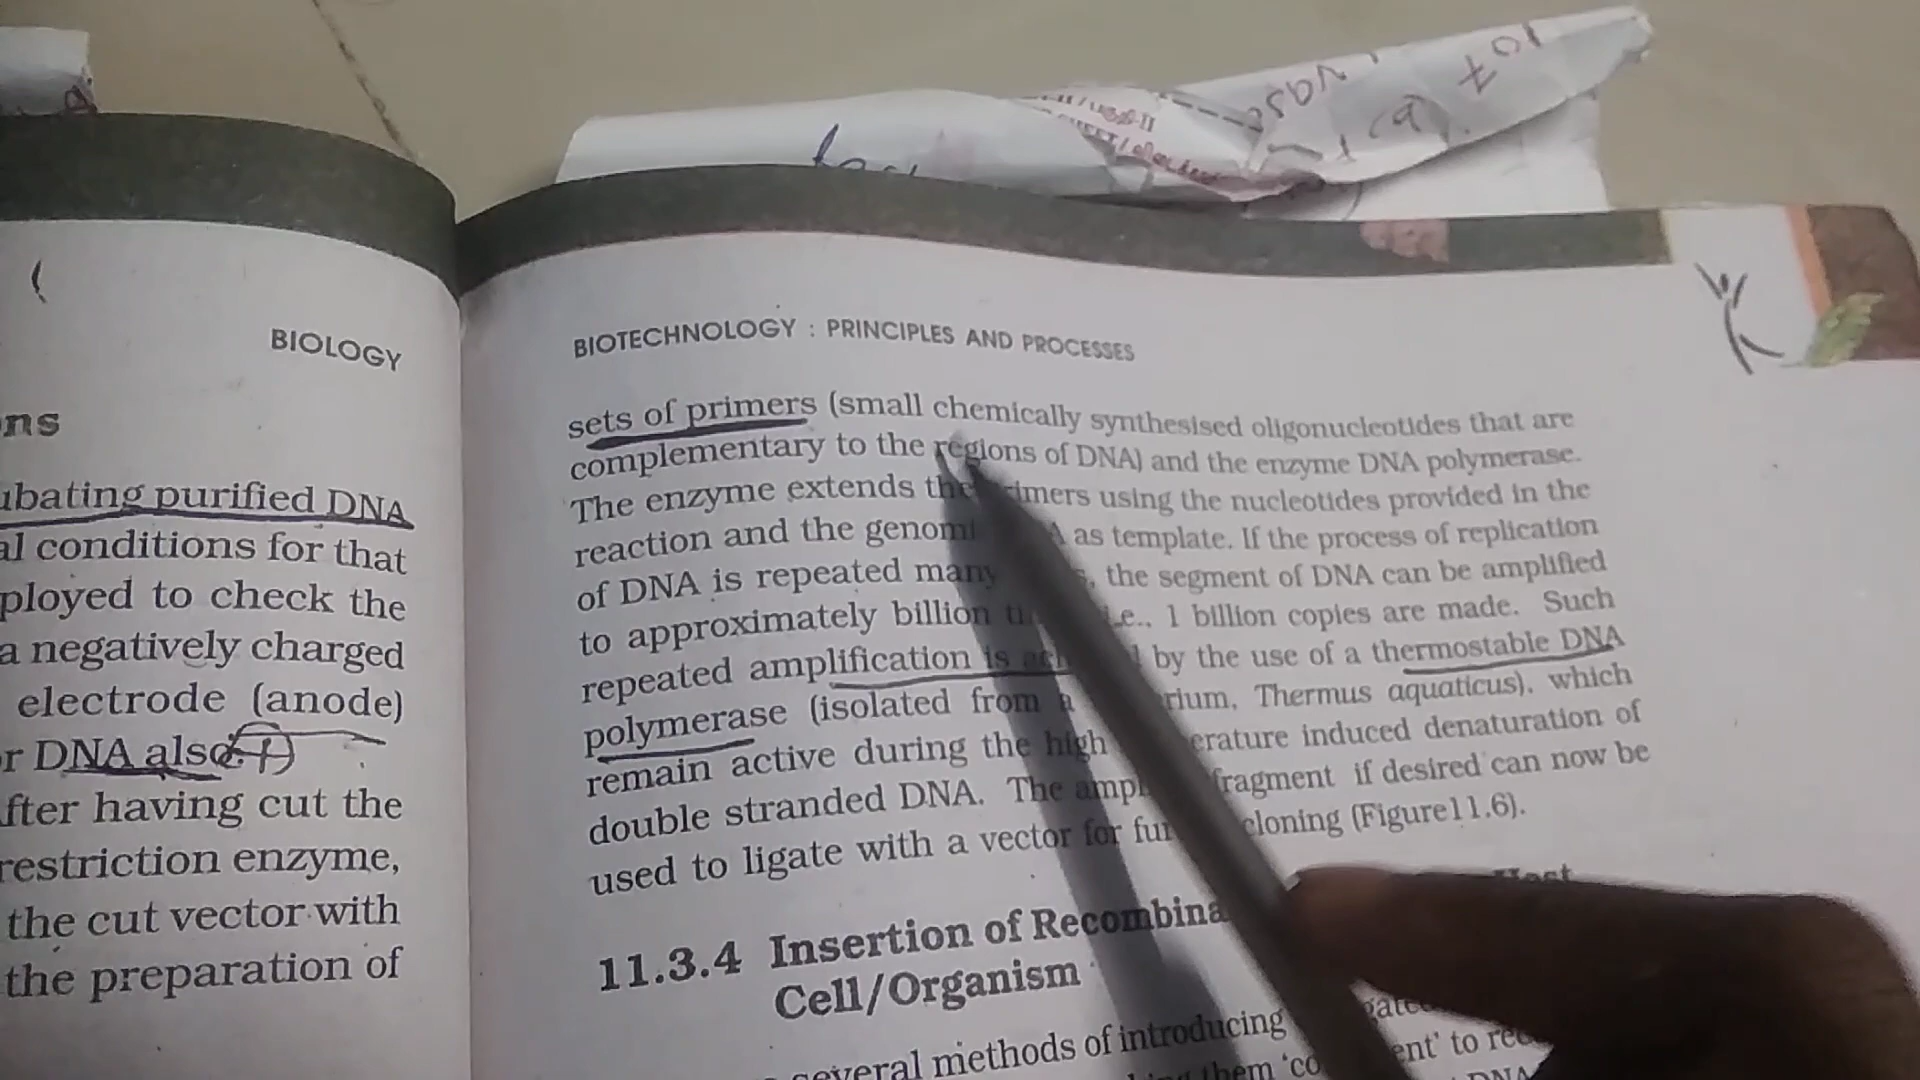 BIOLOGY
ns
bating purified DNA
al conditions for that
ployed to check the
a negatively charged
electrode (anode)
r DNA also (+)
fter having cut the
restriction enzyme,
the cut vector with
the preparation of
BIOTECHNOLOGY : PRINCIPLES AND PROCESSES
sets of primers (small chemically synthesised oligonucleotides that are
complementary to the regions of DNA) and the enzyme DNA polymerase.
The enzyme extends the imers using the nucleotides provided in the
reaction and the genom A as template. If the process of replication
of DNA is repeated many , the segment of DNA can be amplified
to approximately billion i.e., 1 billion copies are made. Such
repeated amplification is by the use of a thermostable DNA
polymerase (isolated from a rium, Thermus aquaticus), which
remain active during the high erature induced denaturation of
double stranded DNA. The ampl fragment if desired can now be
used to ligate with a vector for fur cloning (Figure11.6).
11.3.4 Insertion of Recombina Host
Cell/Organism
several methods of introducing
them